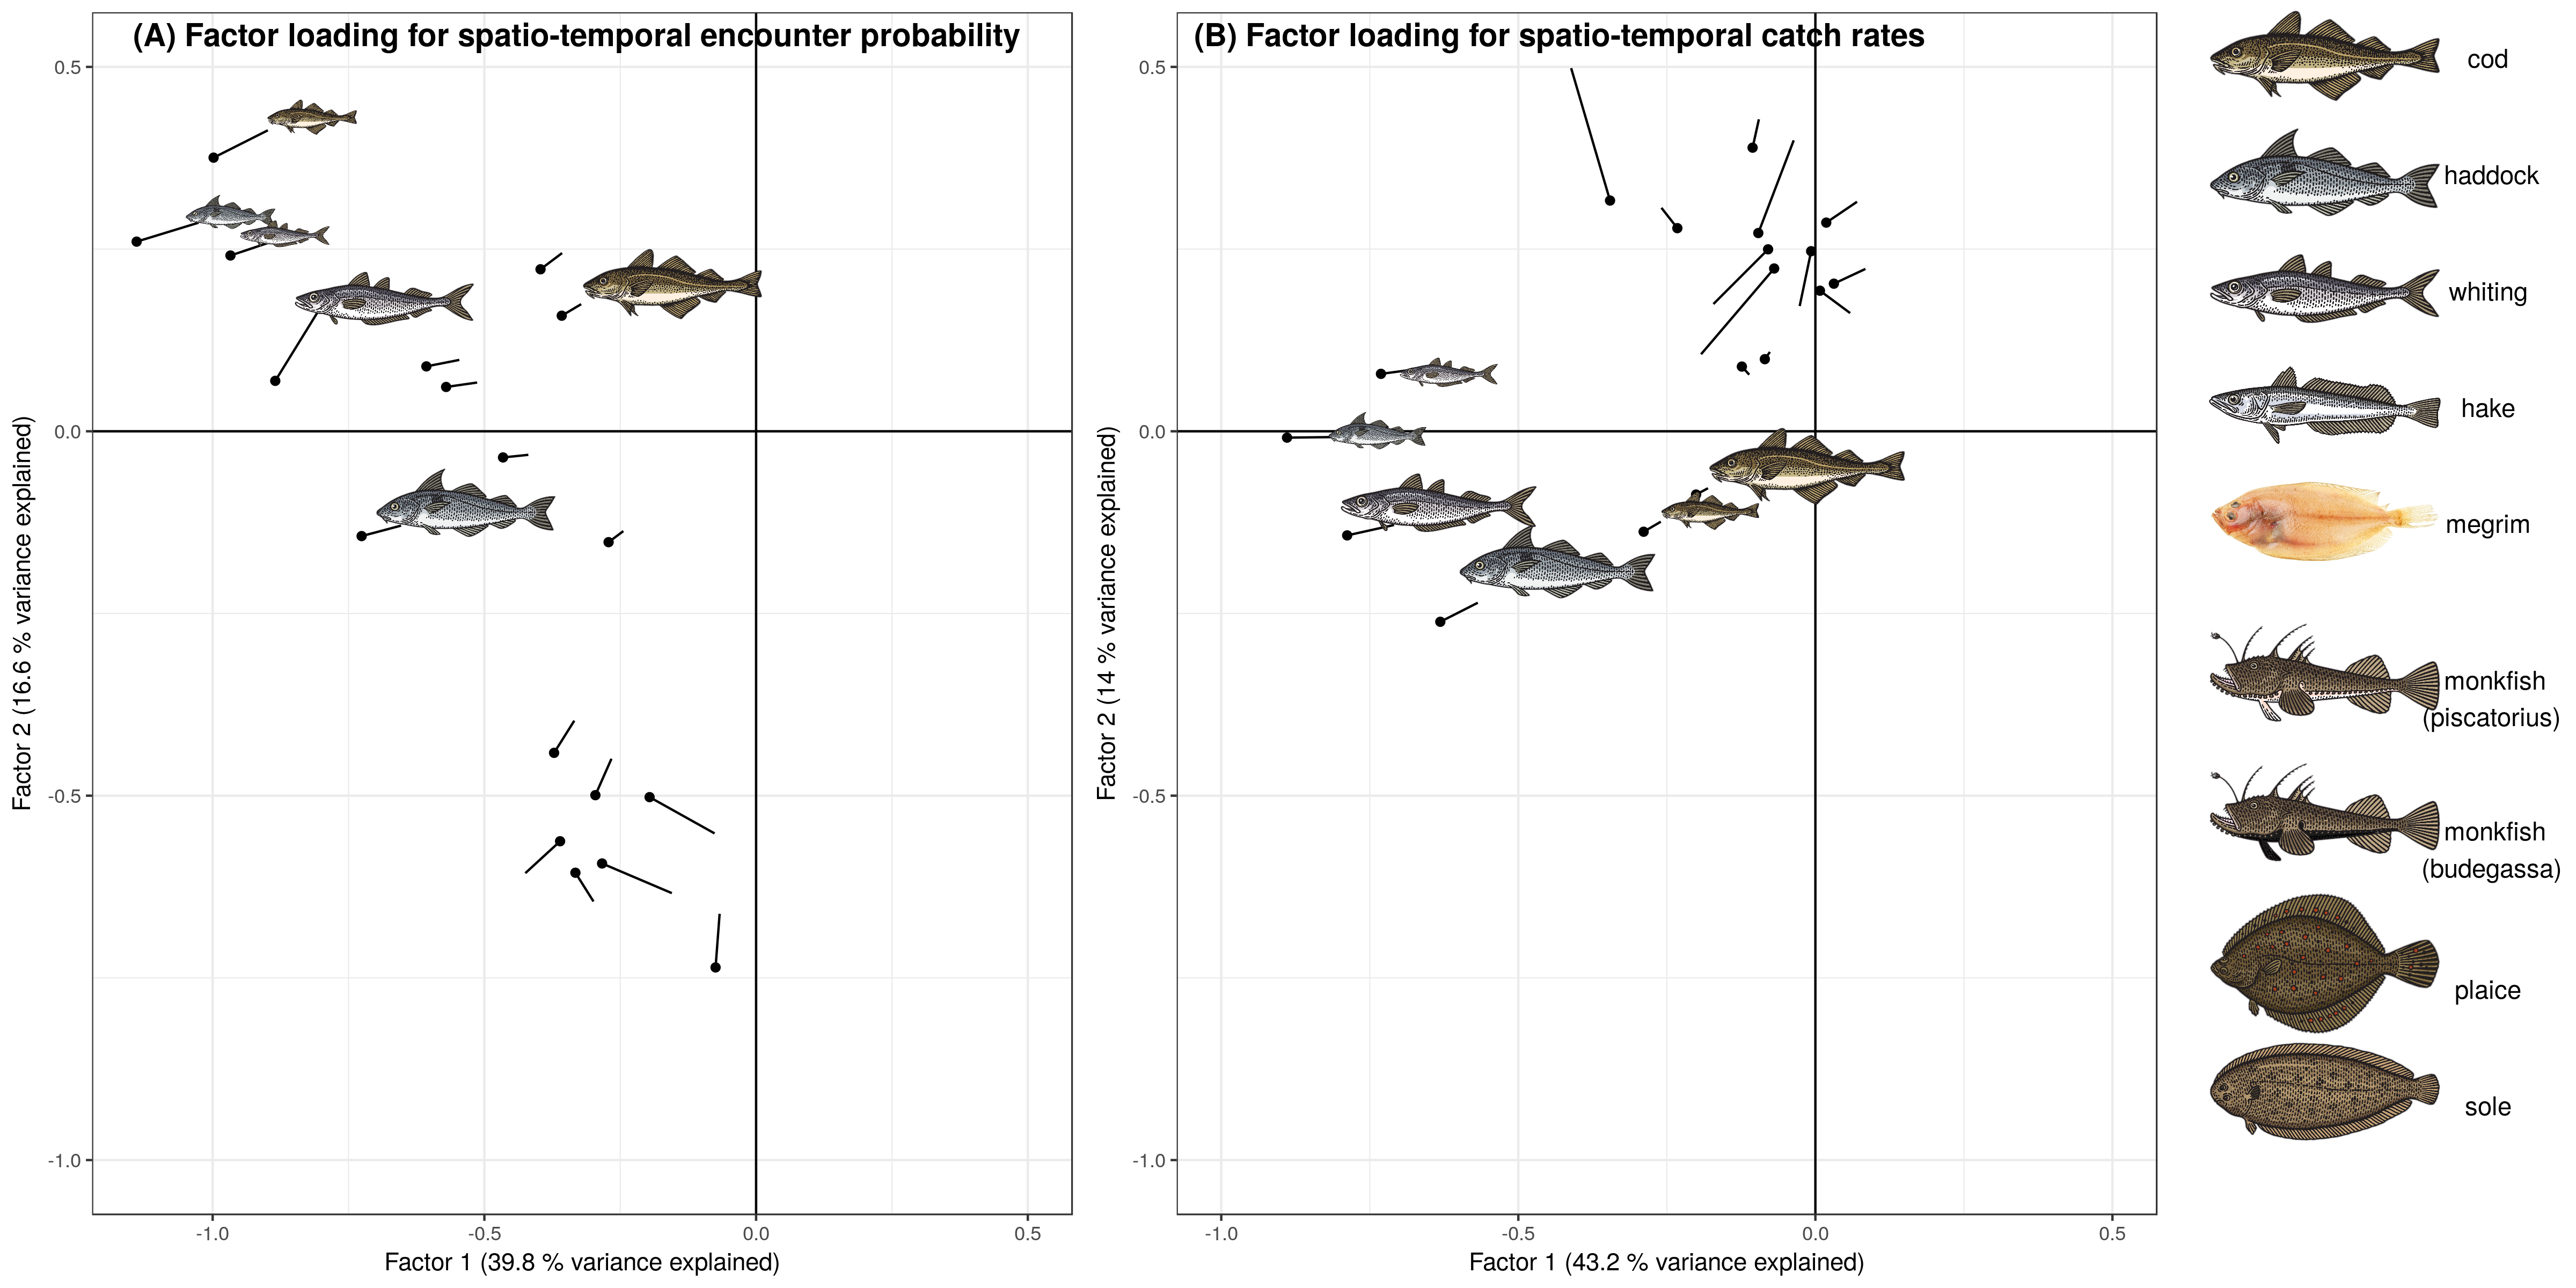 (A) Factor loading for spatio-temporal encounter probability
0.5
0.0
-0.5
-1.0
Factor 2 (16.6 % variance explained)
-1.0
-0.5
0.0
0.5
Factor 1 (39.8 % variance explained)
(B) Factor loading for spatio-temporal catch rates
0.5
0.0
-0.5
-1.0
Factor 2 (14 % variance explained)
-1.0
-0.5
0.0
0.5
Factor 1 (43.2 % variance explained)
cod
haddock
whiting
hake
megrim
monkfish
(piscatorius)
monkfish
(budegassa)
plaice
sole